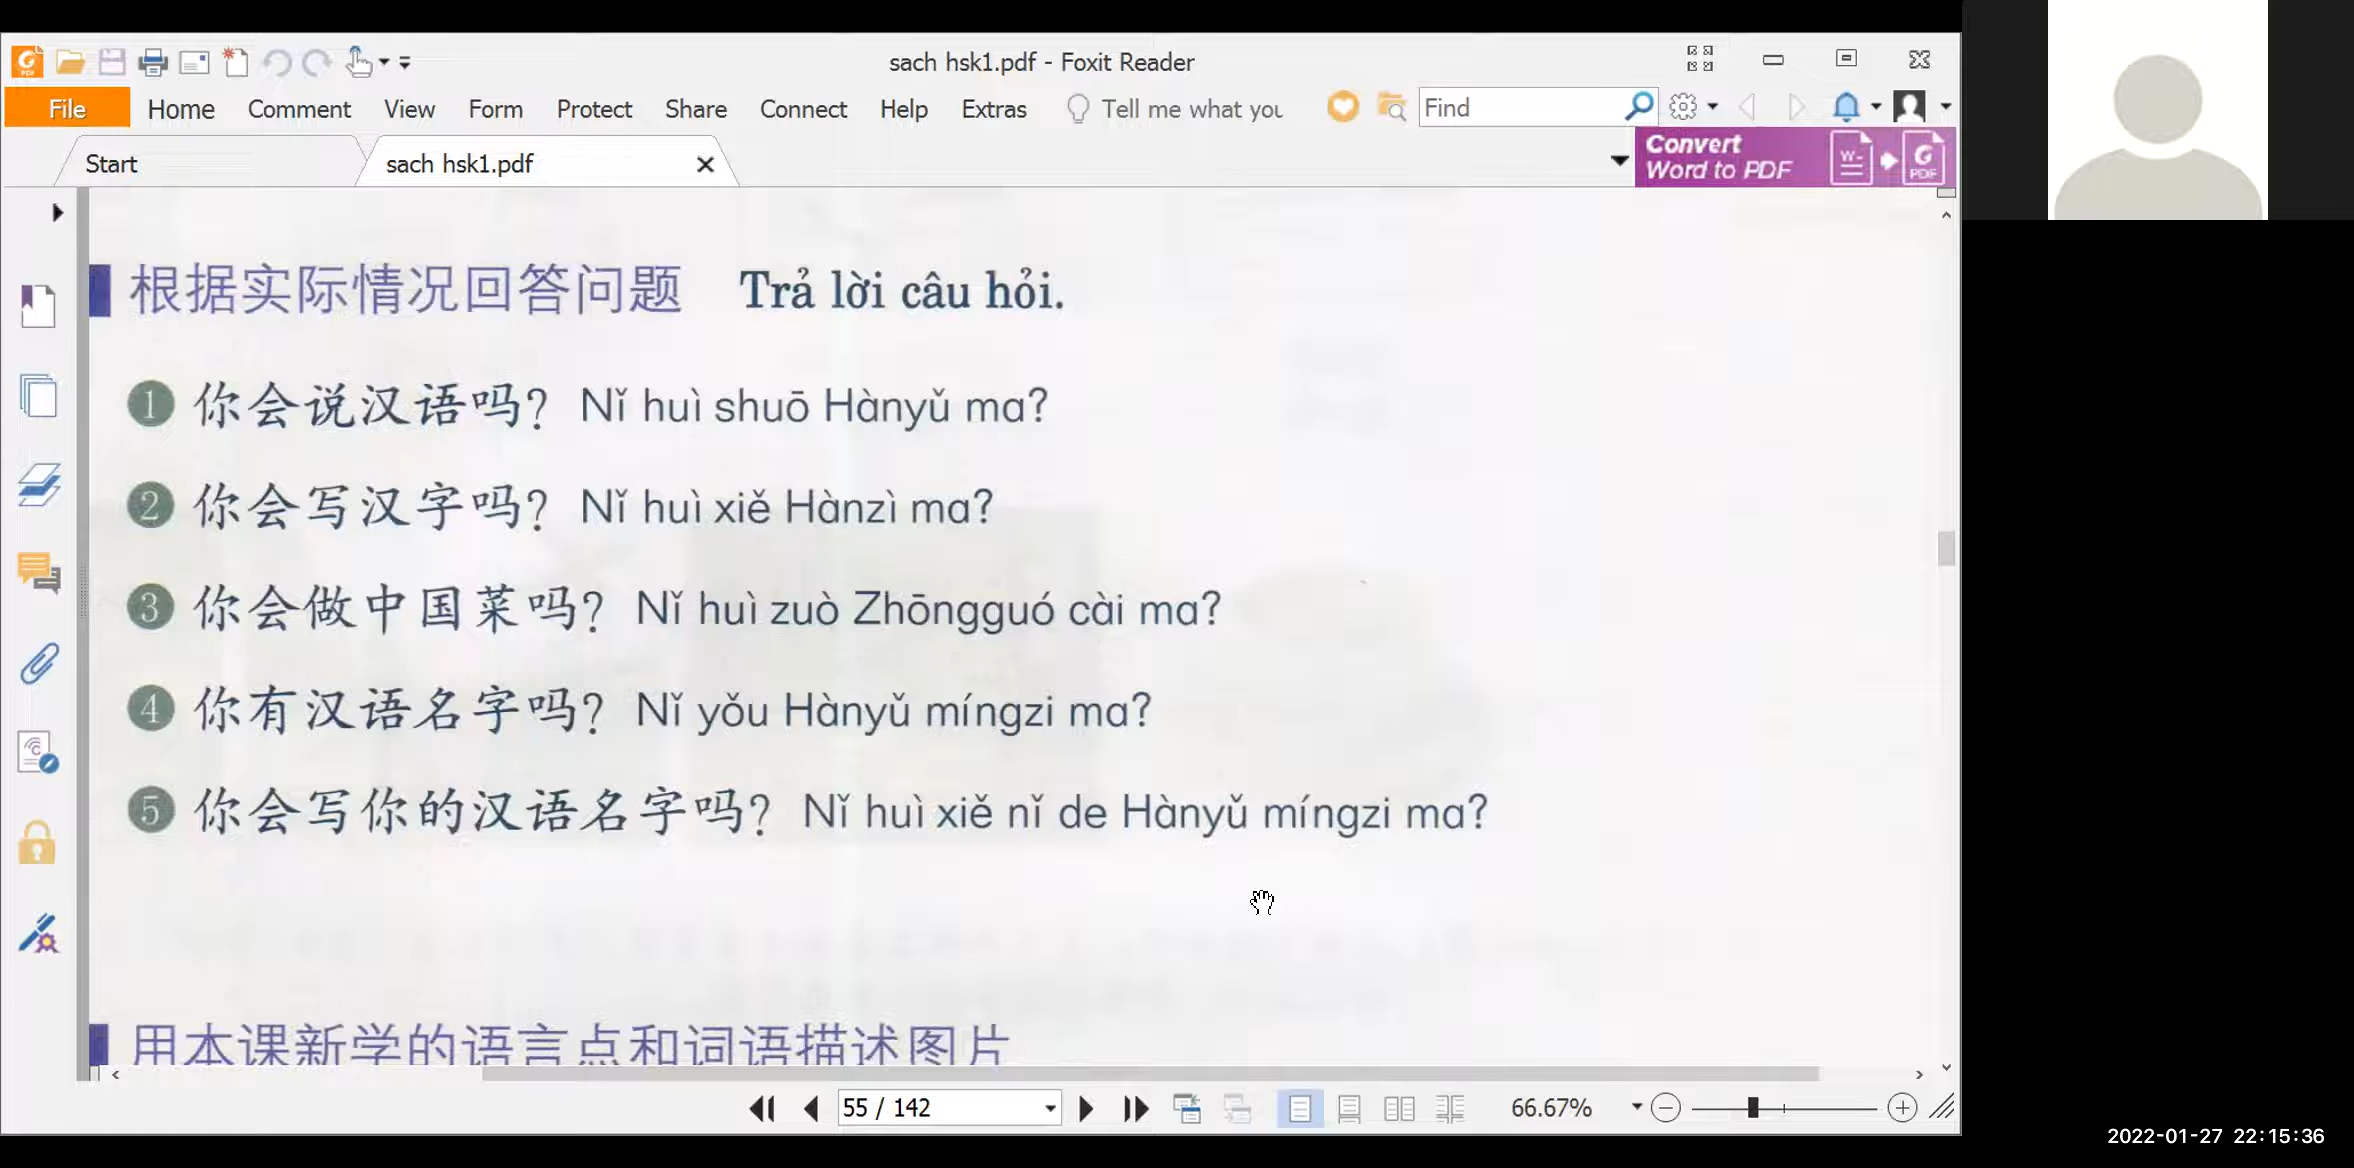 sach hsk1.pdf - Foxit Reader
File Home Comment View Form Protect Share Connect Help Extras Tell me what you Find
Start sach hsk1.pdf
Convert
Word to PDF
根据实际情况回答问题 Trả lời câu hỏi.
1 你会说汉语吗？ Nǐ huì shuō Hànyǔ ma?
2 你会写汉字吗？ Nǐ huì xiě Hànzì ma?
3 你会做中国菜吗？ Nǐ huì zuò Zhōngguó cài ma?
4 你有汉语名字吗？ Nǐ yǒu Hànyǔ míngzi ma?
5 你会写你的汉语名字吗？ Nǐ huì xiě nǐ de Hànyǔ míngzi ma?
用本课新学的语言点和词语描述图片
55 / 142 66.67%
2022-01-27 22:15:36